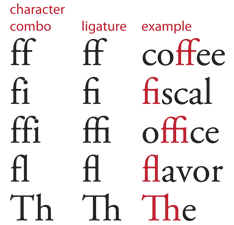 character
combo ligature example
ff ff coffee
fi fi fiscal
ffi ffi office
fl fl flavor
Th Th The